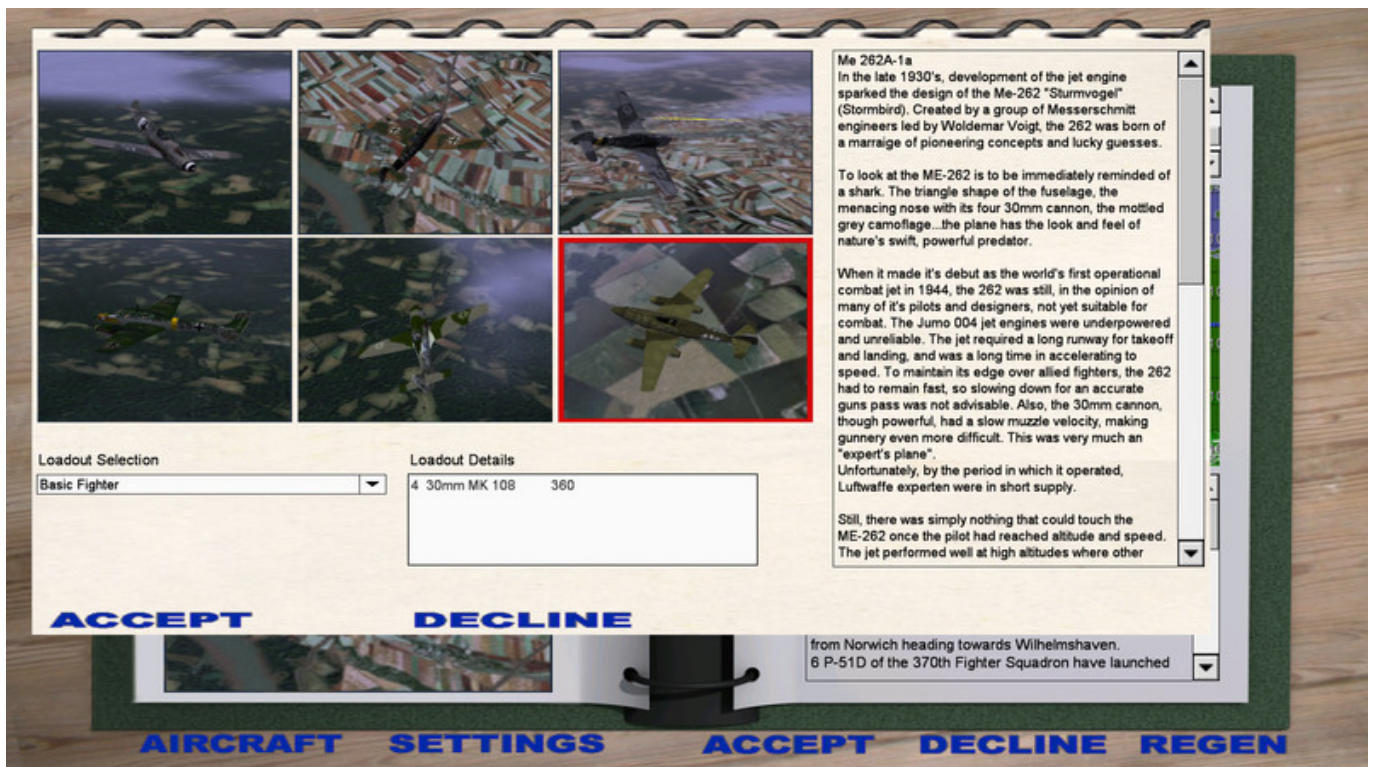 Me 262A-1a
In the late 1930's, development of the jet engine
sparked the design of the Me-262 "Sturmvogel"
(Stormbird). Created by a group of Messerschmitt
engineers led by Woldemar Voigt, the 262 was born of
a marraige of pioneering concepts and lucky guesses.
To look at the ME-262 is to be immediately reminded of
a shark. The triangle shape of the fuselage, the
menacing nose with its four 30mm cannon, the mottled
grey camoflage...the plane has the look and feel of
nature's swift, powerful predator.
When it made it's debut as the world's first operational
combat jet in 1944, the 262 was still, in the opinion of
many of it's pilots and designers, not yet suitable for
combat. The Jumo 004 jet engines were underpowered
and unreliable. The jet required a long runway for takeoff
and landing, and was a long time in accelerating to
speed. To maintain its edge over allied fighters, the 262
had to remain fast, so slowing down for an accurate
guns pass was not advisable. Also, the 30mm cannon,
though powerful, had a slow muzzle velocity, making
gunnery even more difficult. This was very much an
"expert's plane".
Unfortunately, by the period in which it operated,
Luftwaffe experten were in short supply.
Still, there was simply nothing that could touch the
ME-262 once the pilot had reached altitude and speed.
The jet performed well at high altitudes where other
Loadout Selection
Basic Fighter
Loadout Details
4 30mm MK 108 360
ACCEPT DECLINE
from Norwich heading towards Wilhelmshaven.
6 P-51D of the 370th Fighter Squadron have launched
AIRCRAFT SETTINGS ACCEPT DECLINE REGEN